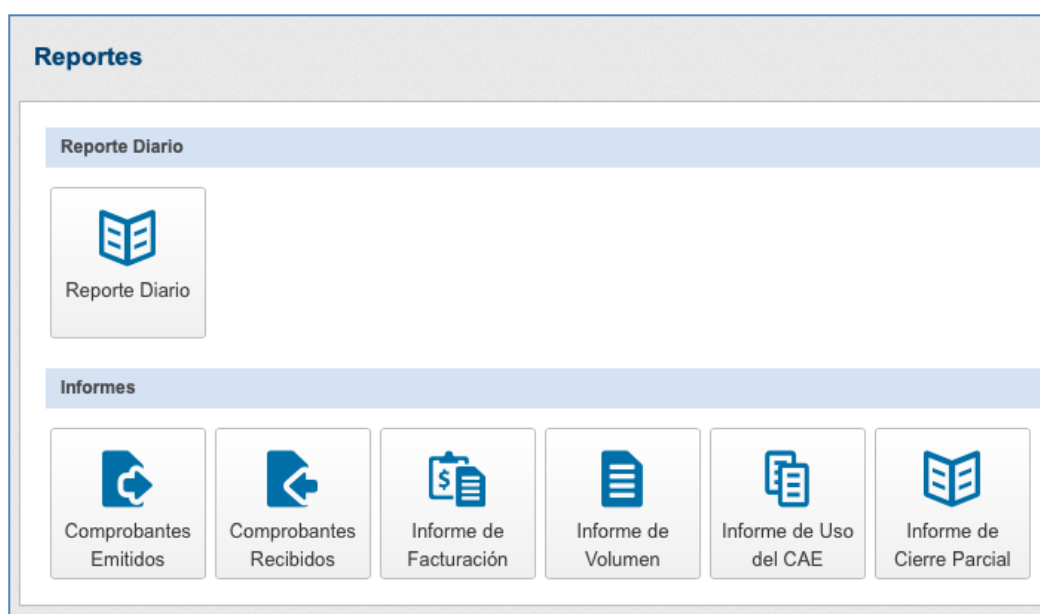 Reportes
Reporte Diario
Reporte Diario
Informes
Comprobantes
Emitidos
Comprobantes
Recibidos
$
Informe de
Facturación
Informe de
Volumen
Informe de Uso
del CAE
Informe de
Cierre Parcial